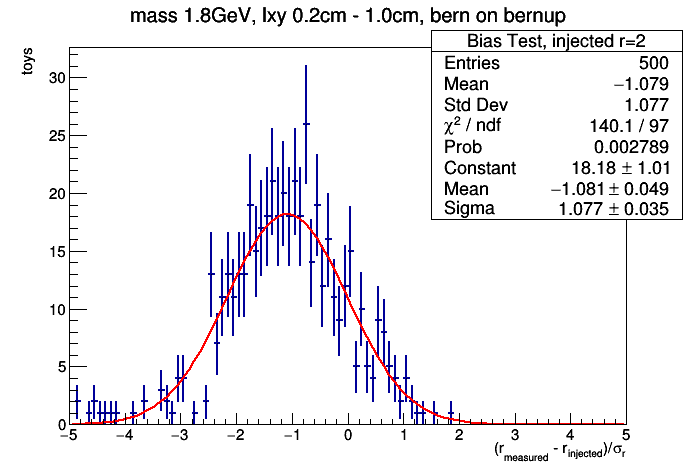 mass 1.8GeV, lxy 0.2cm - 1.0cm, bern on bernup
toys
Bias Test, injected r=2
Entries 500
Mean −1.079
Std Dev 1.077
χ² / ndf 140.1 / 97
Prob 0.002789
Constant 18.18 ± 1.01
Mean −1.081 ± 0.049
Sigma 1.077 ± 0.035
30
25
20
15
10
5
0
−5 −4 −3 −2 −1 0 1 2 3 4 5
(r_measured - r_injected)/σ_r